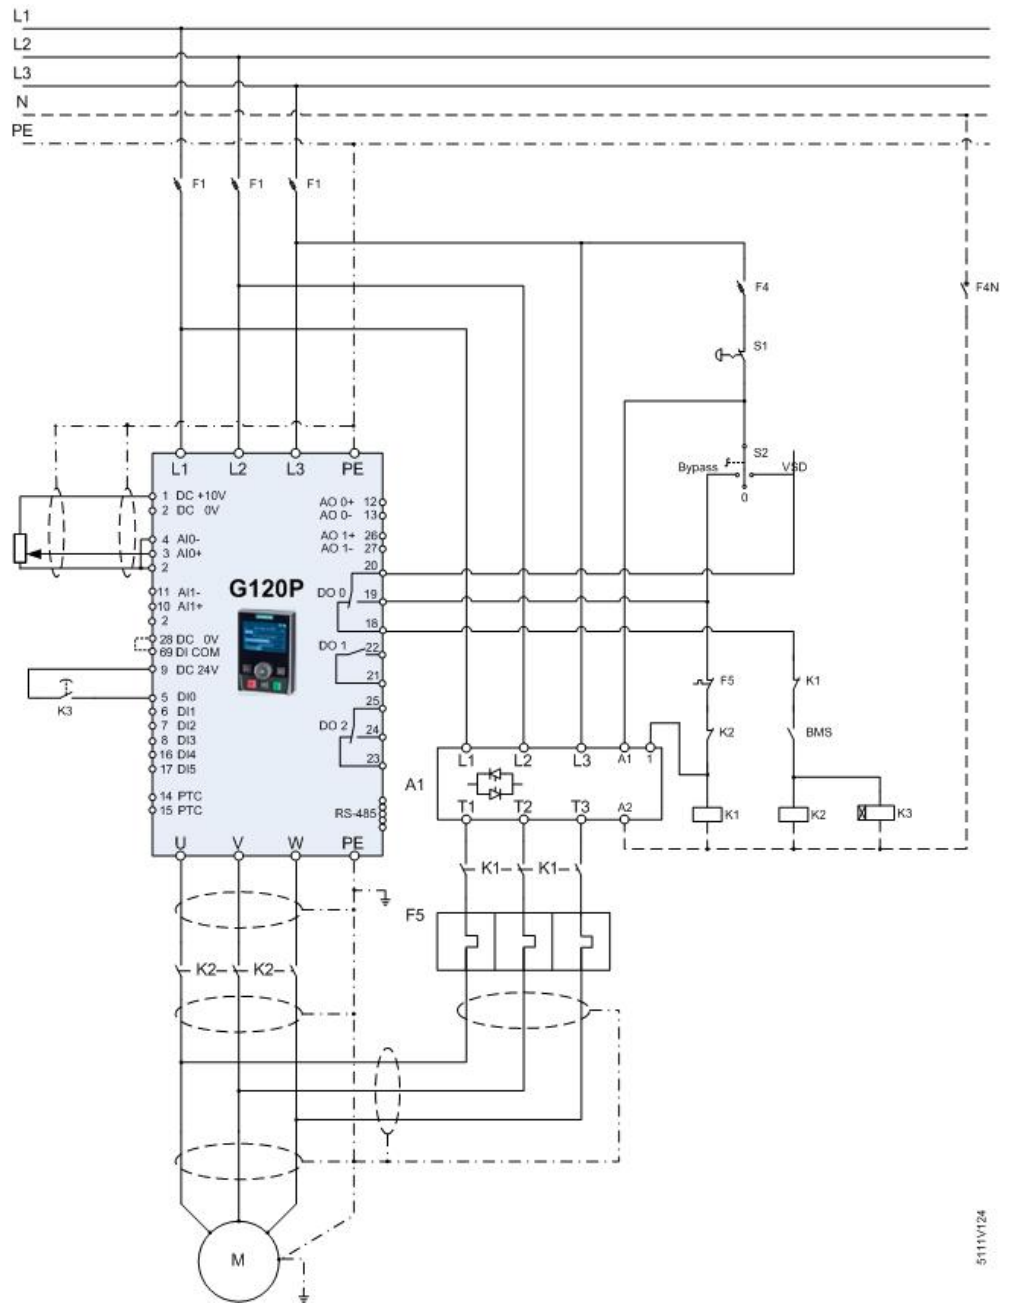 L1
L2
L3
N
PE
F1
F1
F1
F4
F4N
S1
S2
Bypass
VSD
0
L1
L2
L3
PE
1 DC +10V
2 DC 0V
4 AI0-
3 AI0+
2
11 AI1-
10 AI1+
2
28 DC 0V
69 DI COM
9 DC 24V
5 DI0
6 DI1
7 DI2
8 DI3
16 DI4
17 DI5
14 PTC
15 PTC
K3
G120P
AO 0+ 12
AO 0- 13
AO 1+ 26
AO 1- 27
20
DO 0
19
18
DO 1
22
21
25
DO 2
24
23
RS-485
U
V
W
PE
F5
K1
K2
BMS
A1
L1
L2
L3
A1
1
T1
T2
T3
A2
K1
K2
K3
K1
K1
F5
K2
K2
M
5111V124